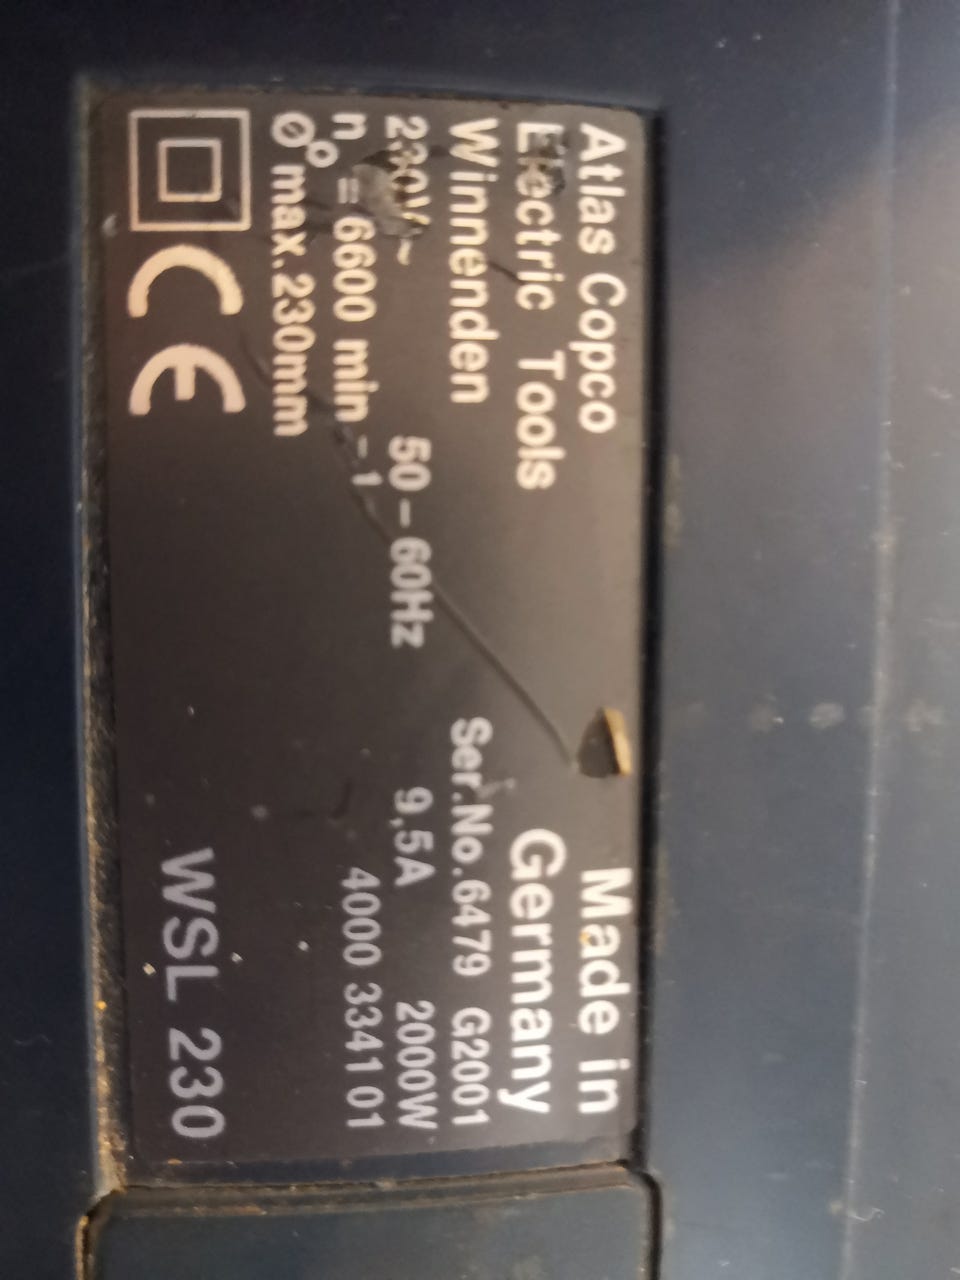 Atlas Copco Made in
Electric Tools Germany
Winnenden Ser.No.6479 G2001
230V~ 50-60Hz 9,5A 2000W
n° = 6600 min -1 4000 3341 01
Ø max.230mm
CE WSL 230